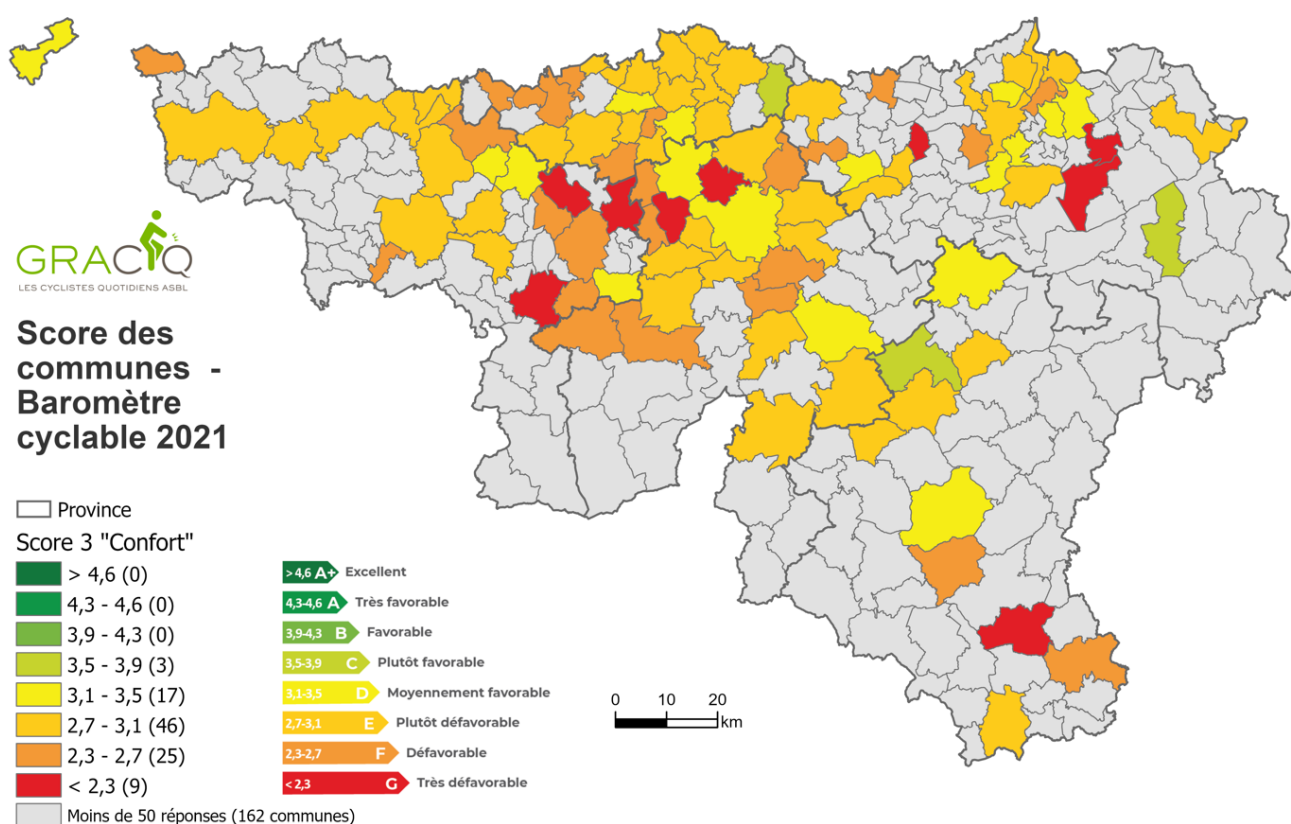 GRACQ
LES CYCLISTES QUOTIDIENS ASBL
Score des
communes -
Baromètre
cyclable 2021
Province
Score 3 "Confort"
> 4,6 (0)
4,3 - 4,6 (0)
3,9 - 4,3 (0)
3,5 - 3,9 (3)
3,1 - 3,5 (17)
2,7 - 3,1 (46)
2,3 - 2,7 (25)
< 2,3 (9)
Moins de 50 réponses (162 communes)
> 4,6 A+ Excellent
4,3-4,6 A Très favorable
3,9-4,3 B Favorable
3,5-3,9 C Plutôt favorable
3,1-3,5 D Moyennement favorable
2,7-3,1 E Plutôt défavorable
2,3-2,7 F Défavorable
< 2,3 G Très défavorable
0 10 20
km